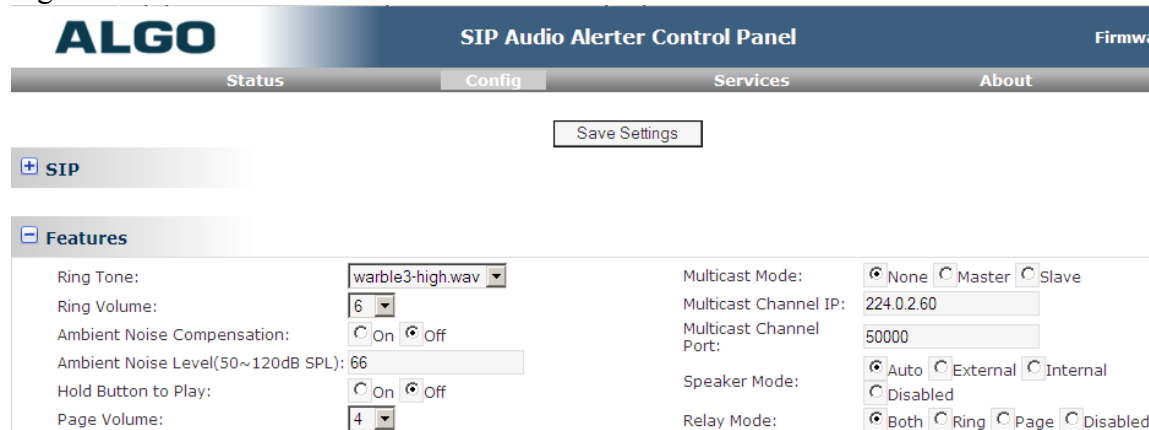 ALGO
SIP Audio Alerter Control Panel
Status Config Services About
Save Settings
SIP
Features
Ring Tone: warble3-high.wav
Ring Volume: 6
Ambient Noise Compensation: On Off
Ambient Noise Level(50~120dB SPL): 66
Hold Button to Play: On Off
Page Volume: 4
Multicast Mode: None Master Slave
Multicast Channel IP: 224.0.2.60
Multicast Channel
Port: 50000
Speaker Mode: Auto External Internal
Disabled
Relay Mode: Both Ring Page Disabled